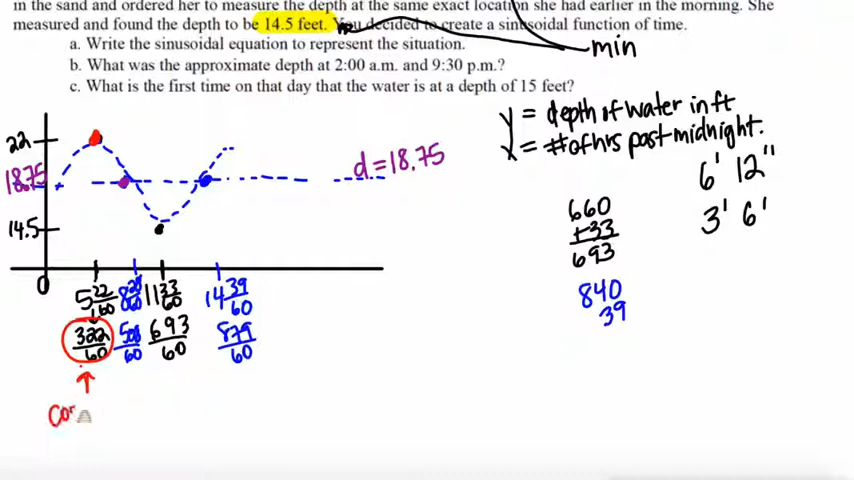 in the sand and ordered her to measure the depth at the same exact location she had earlier in the morning. She
measured and found the depth to be 14.5 feet. You decided to create a sinusoidal function of time.
min
a. Write the sinusoidal equation to represent the situation.
b. What was the approximate depth at 2:00 a.m. and 9:30 p.m.?
c. What is the first time on that day that the water is at a depth of 15 feet?
y = depth of water in ft
x = # of hrs past midnight.
22
18.75
d = 18.75
14.5
0
6' 12"
3' 6'
660
+33
693
840
39
5 22/60
11 33/60
14 39/60
322/60
693/60
879/60